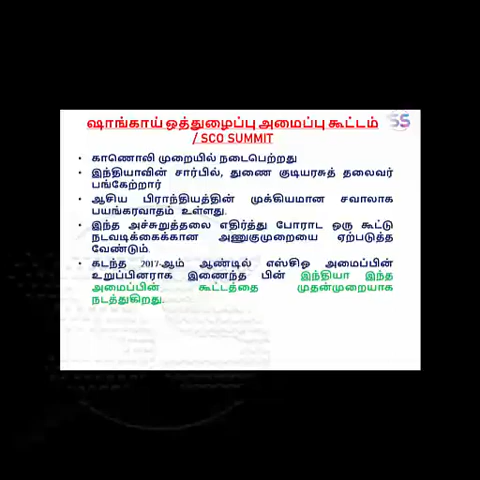 ஷாங்காய் ஒத்துழைப்பு அமைப்பு கூட்டம்
/ SCO SUMMIT
SS
• காணொலி முறையில் நடைபெற்றது
• இந்தியாவின் சார்பில், துணை குடியரசுத் தலைவர்
பங்கேற்றார்
• ஆசிய பிராந்தியத்தின் முக்கியமான சவாலாக
பயங்கரவாதம் உள்ளது.
• இந்த அச்சுறுத்தலை எதிர்த்து போராட ஒரு கூட்டு
நடவடிக்கைக்கான அணுகுமுறையை ஏற்படுத்த
வேண்டும்.
• கடந்த 2017-ஆம் ஆண்டில் எஸ்சிஓ அமைப்பின்
உறுப்பினராக இணைந்த பின் இந்தியா இந்த
அமைப்பின் கூட்டத்தை முதன்முறையாக
நடத்துகிறது.